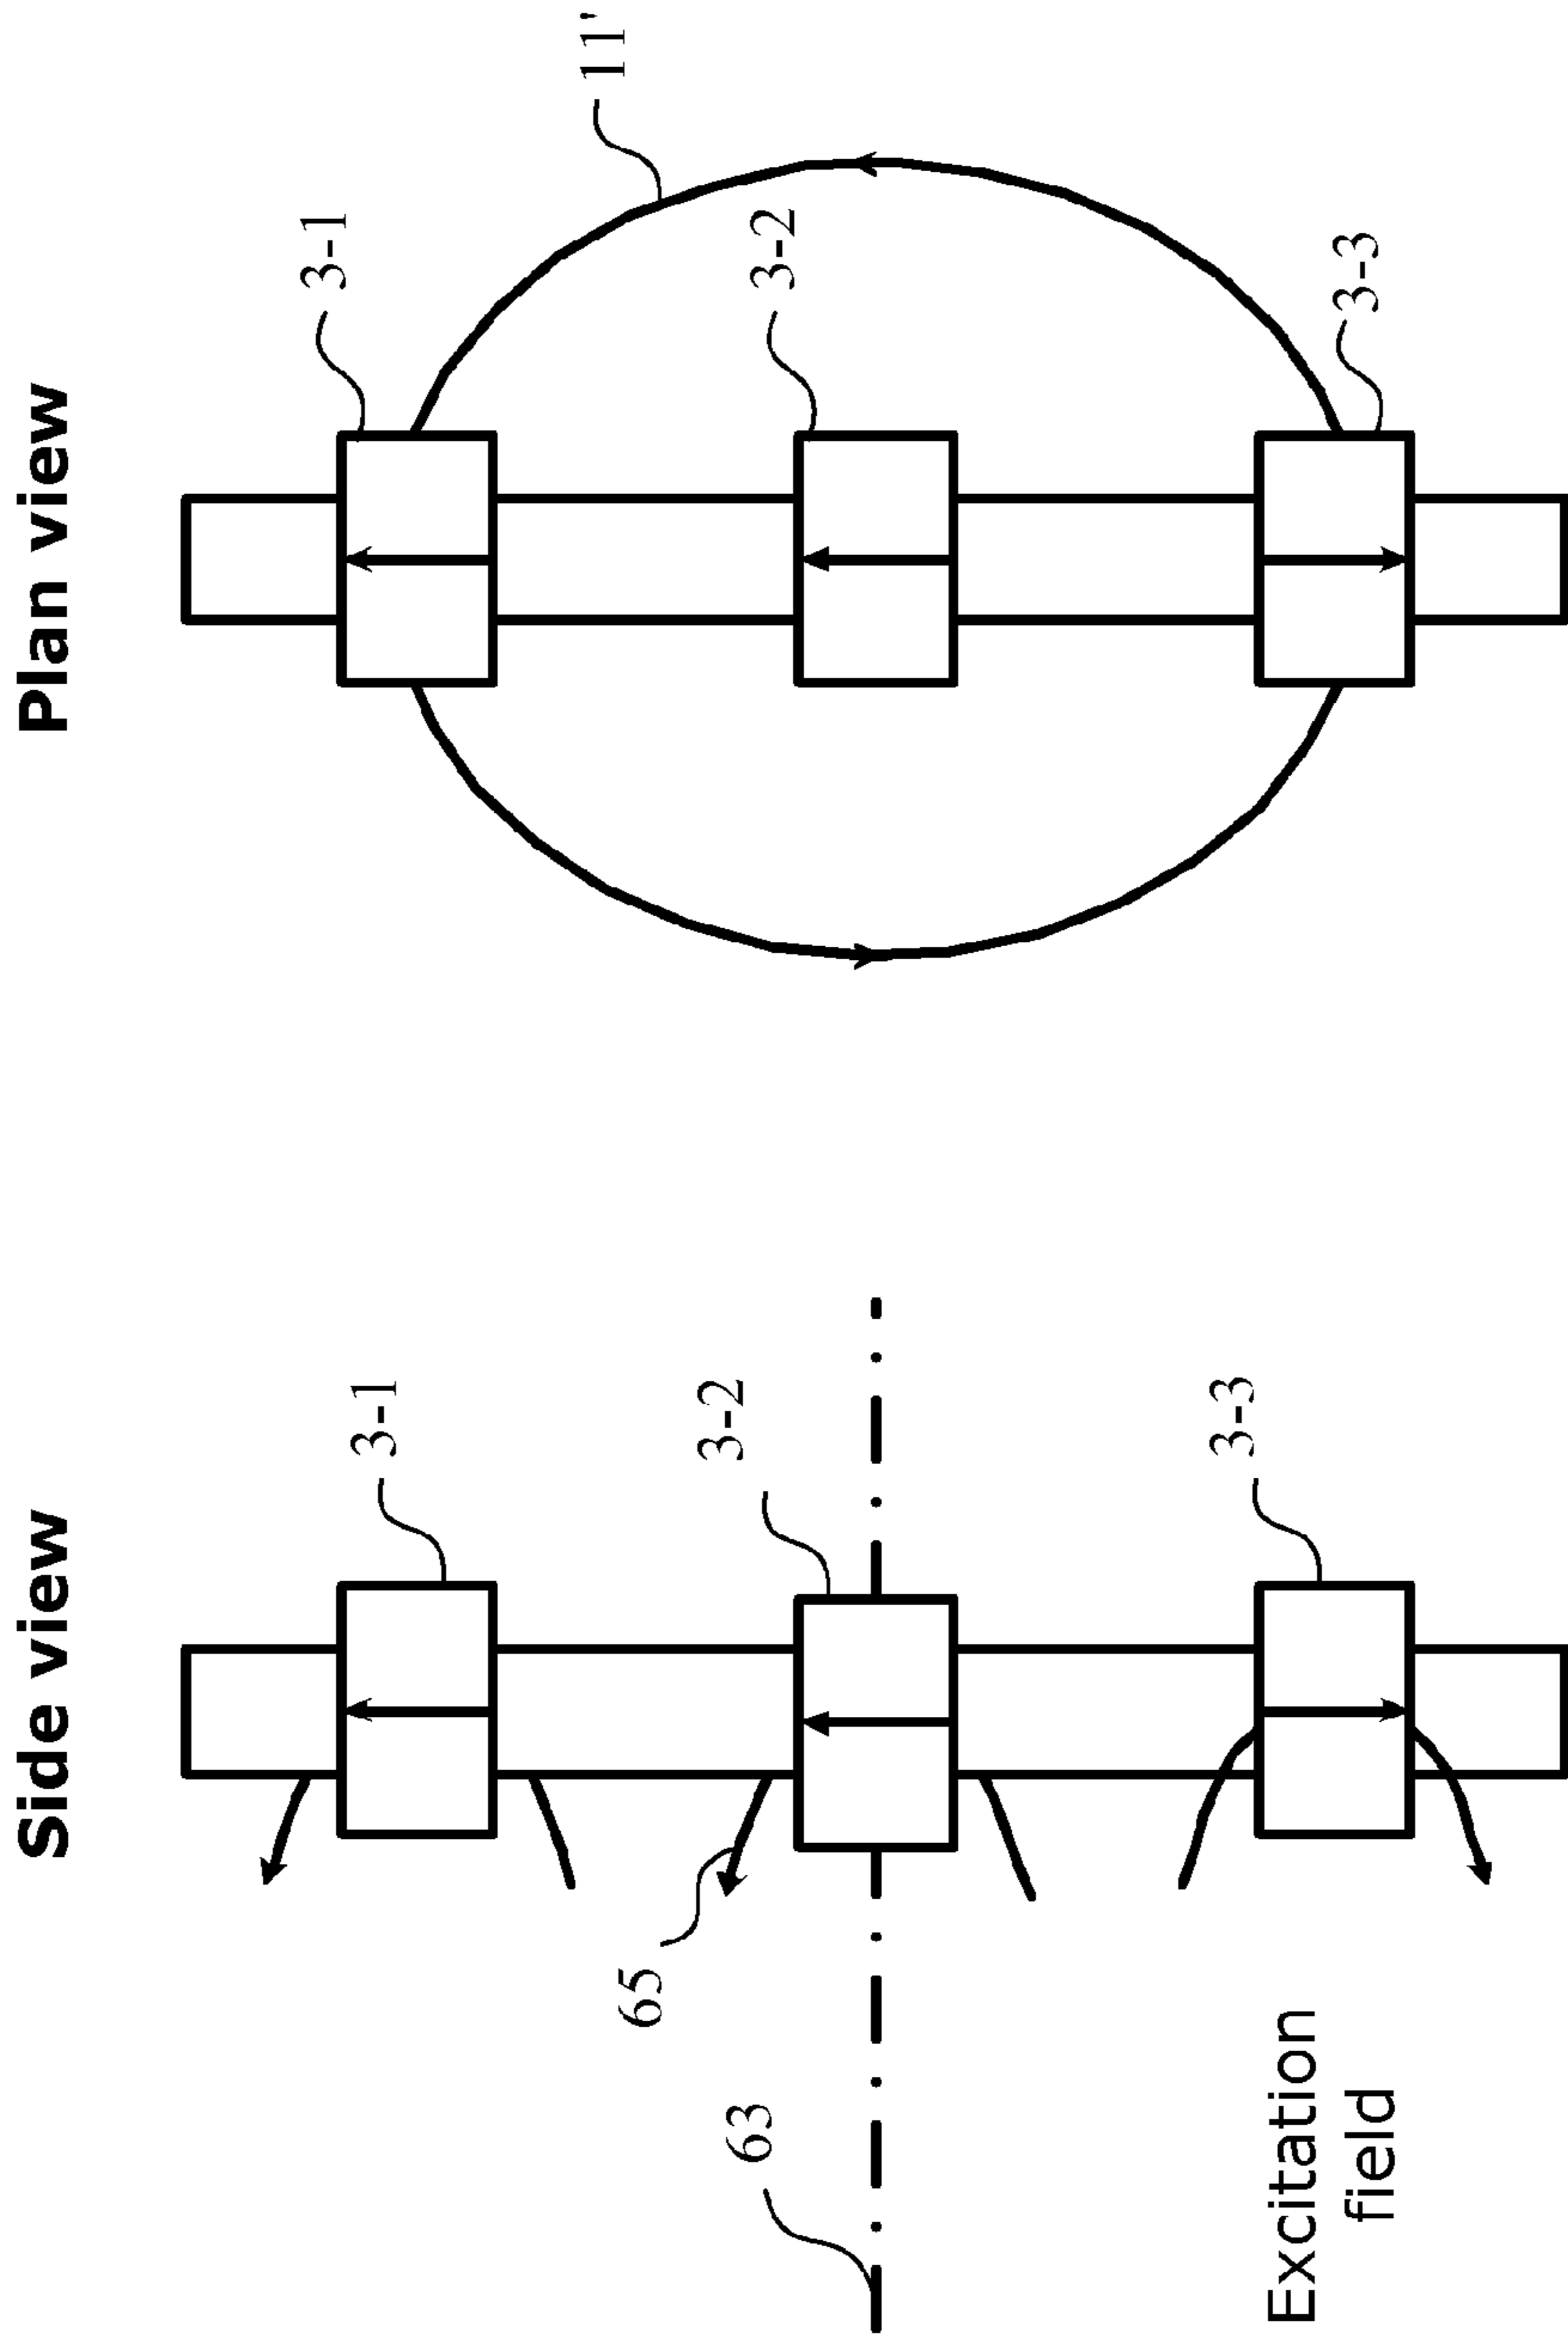 Plan view
3-1
3-2
3-3
11'
Side view
3-1
3-2
3-3
65
63
Excitation
field